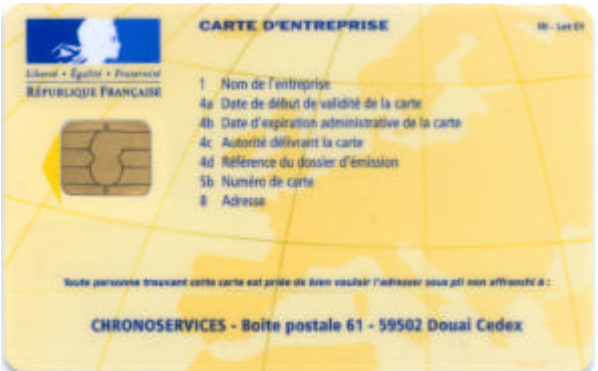 CARTE D'ENTREPRISE
Liberté • Égalité • Fraternité
RÉPUBLIQUE FRANÇAISE
1 Nom de l'entreprise
4a Date de début de validité de la carte
4b Date d'expiration administrative de la carte
4c Autorité délivrant la carte
4d Référence du dossier d'émission
5b Numéro de carte
8 Adresse
Toute personne trouvant cette carte est priée de bien vouloir l'adresser sous pli non affranchi à :
CHRONOSERVICES - Boîte postale 61 - 59502 Douai Cedex